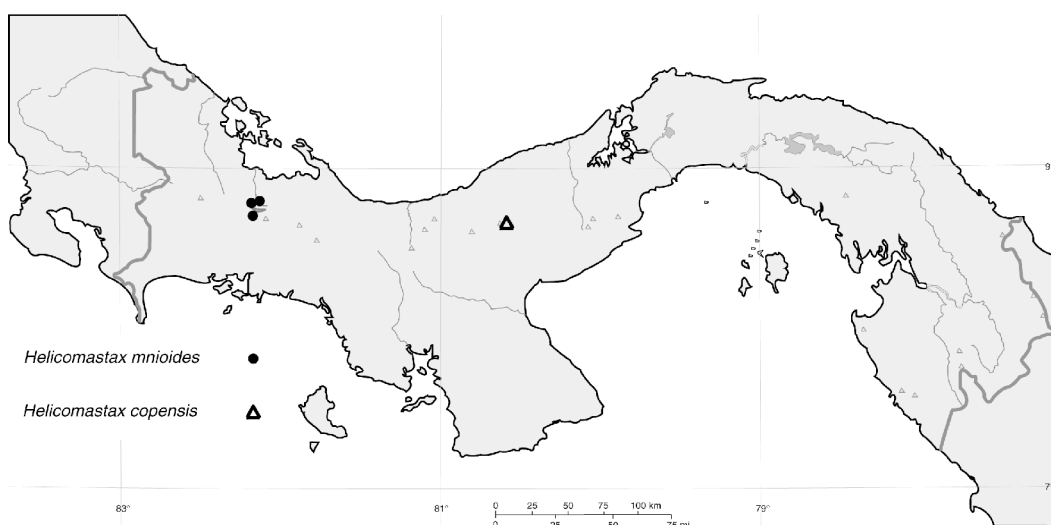 9
Helicomastax mnioides
Helicomastax copensis
7
83°
81°
79°
0 25 50 75 100 km
0 25 50 75 mi